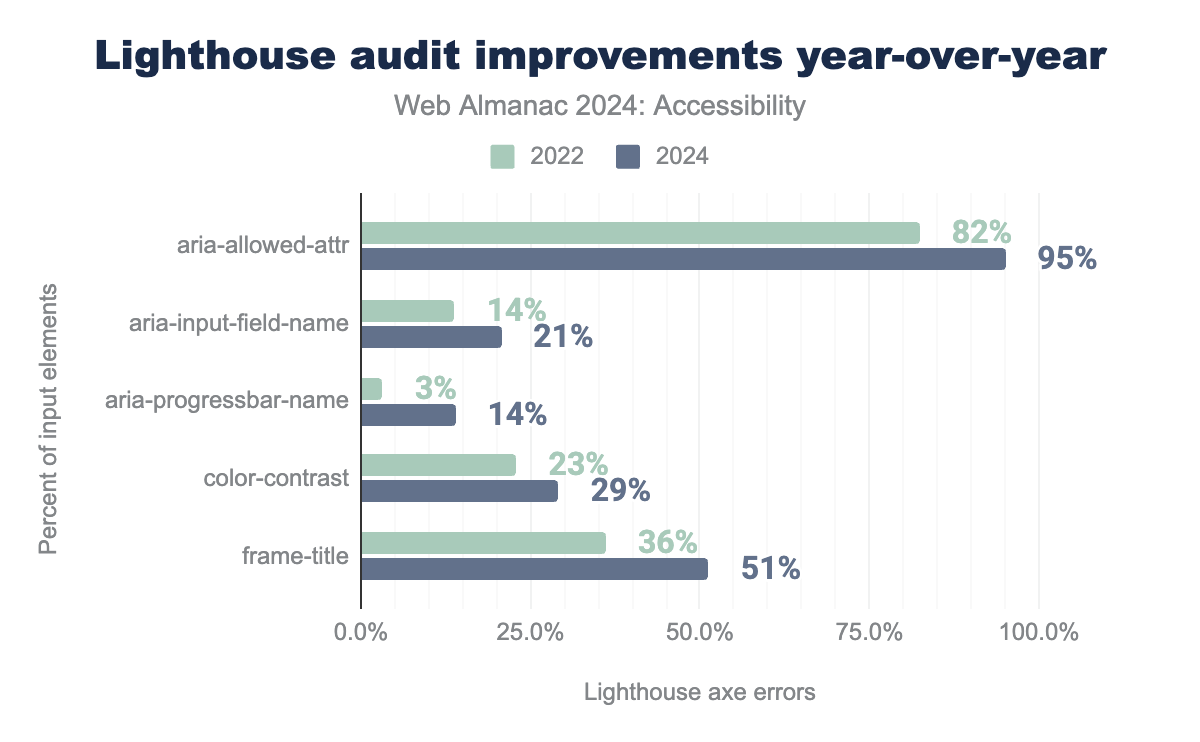 Lighthouse audit improvements year-over-year
Web Almanac 2024: Accessibility
2022 2024
aria-allowed-attr 82%
95%
aria-input-field-name 14%
21%
aria-progressbar-name 3%
14%
color-contrast 23%
29%
frame-title 36%
51%
Percent of input elements
0.0% 25.0% 50.0% 75.0% 100.0%
Lighthouse axe errors